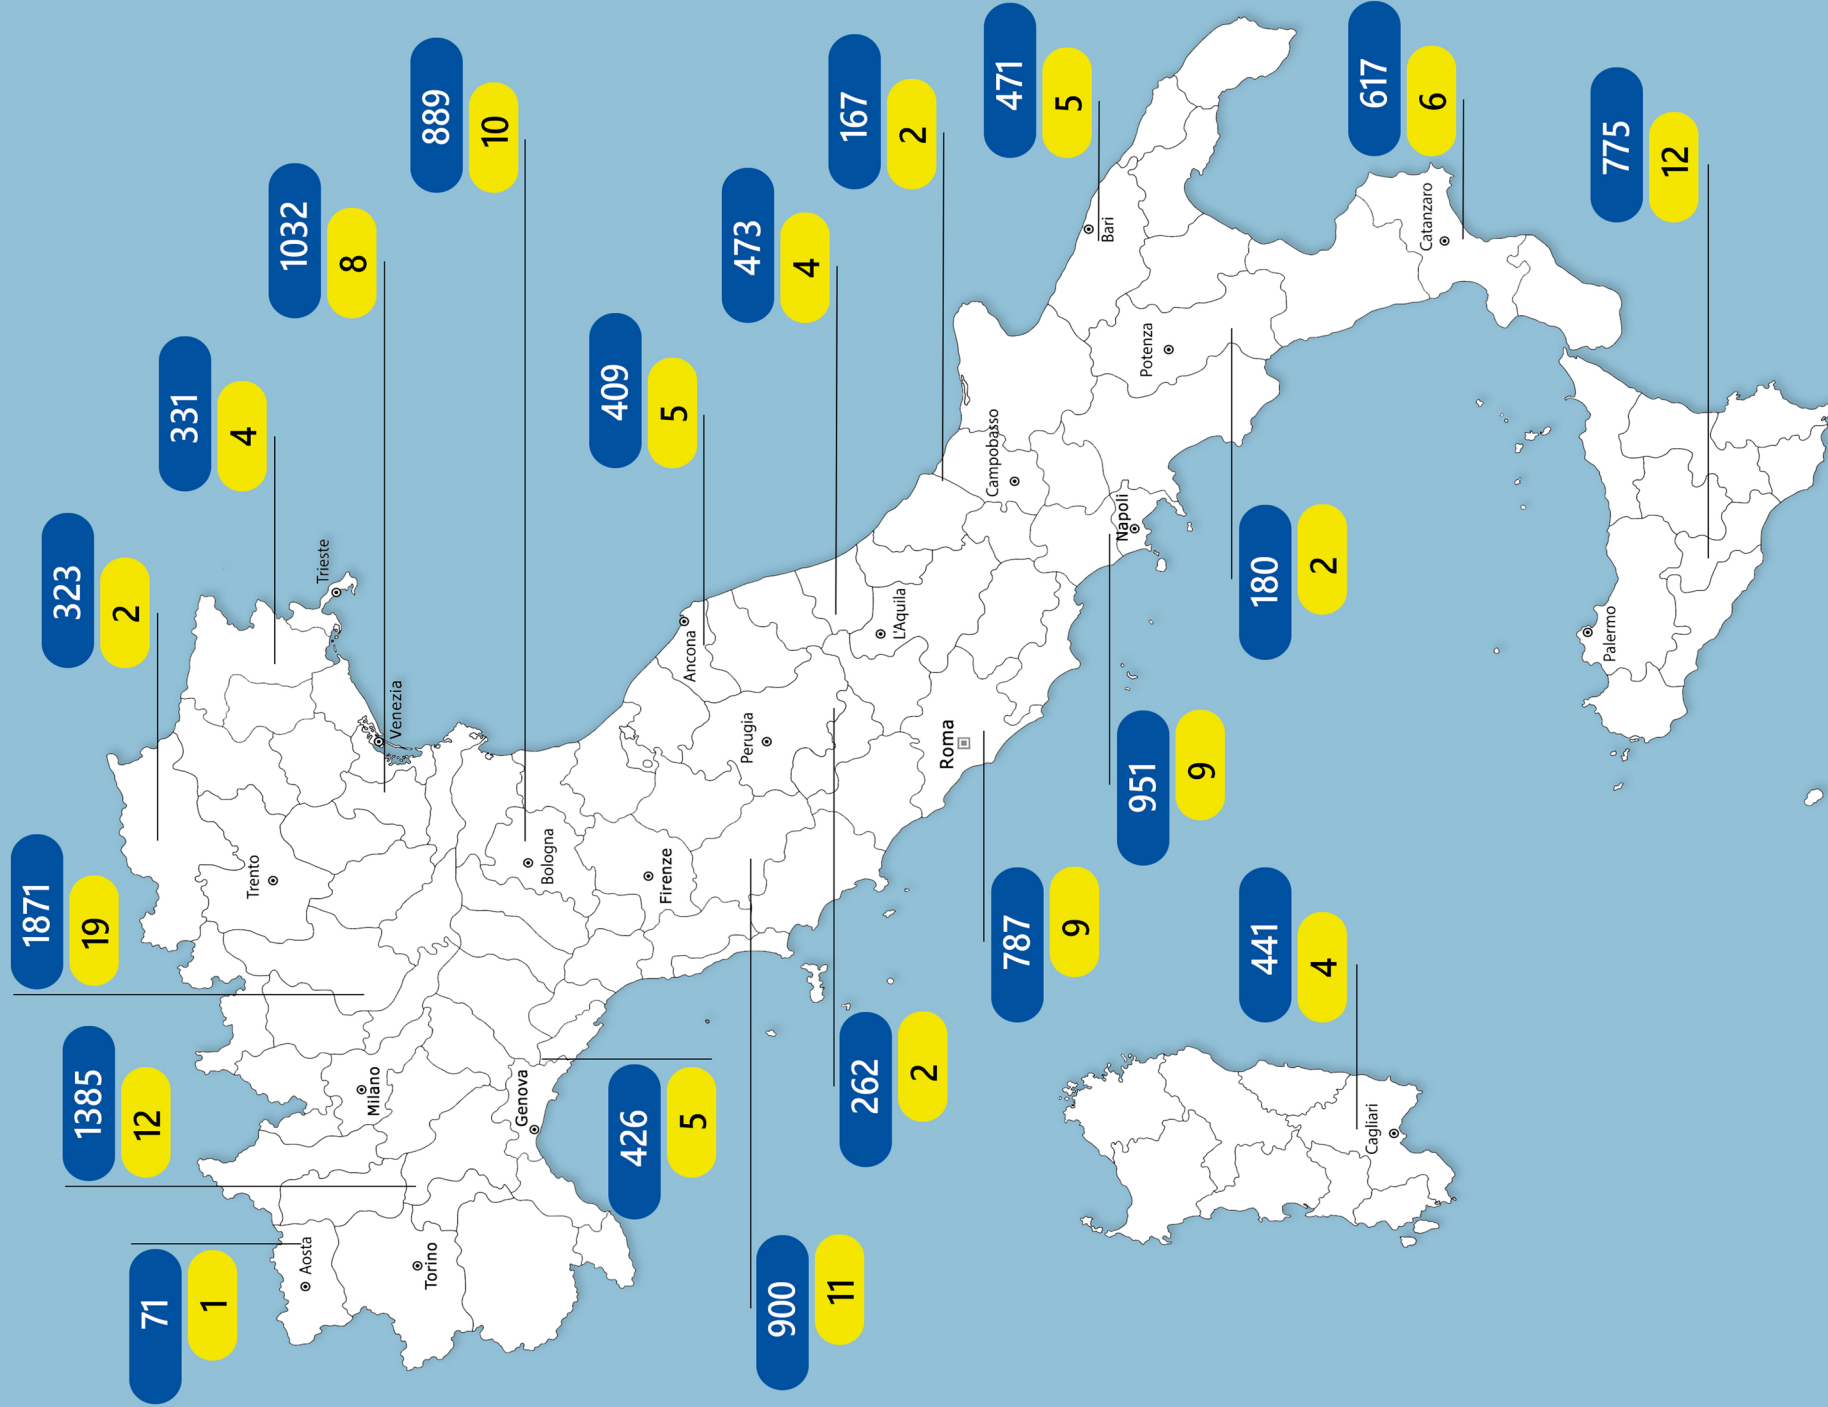 323
2
1871
19
331
4
1385
12
1032
8
71
1
889
10
Trento
Trieste
Aosta
Milano
Venezia
Torino
Bologna
Genova
409
5
426
5
Firenze
Ancona
473
4
900
11
Perugia
167
2
262
2
L'Aquila
Roma
471
5
787
9
Campobasso
Bari
Napoli
951
9
Potenza
180
2
441
4
617
6
Cagliari
Catanzaro
775
12
Palermo